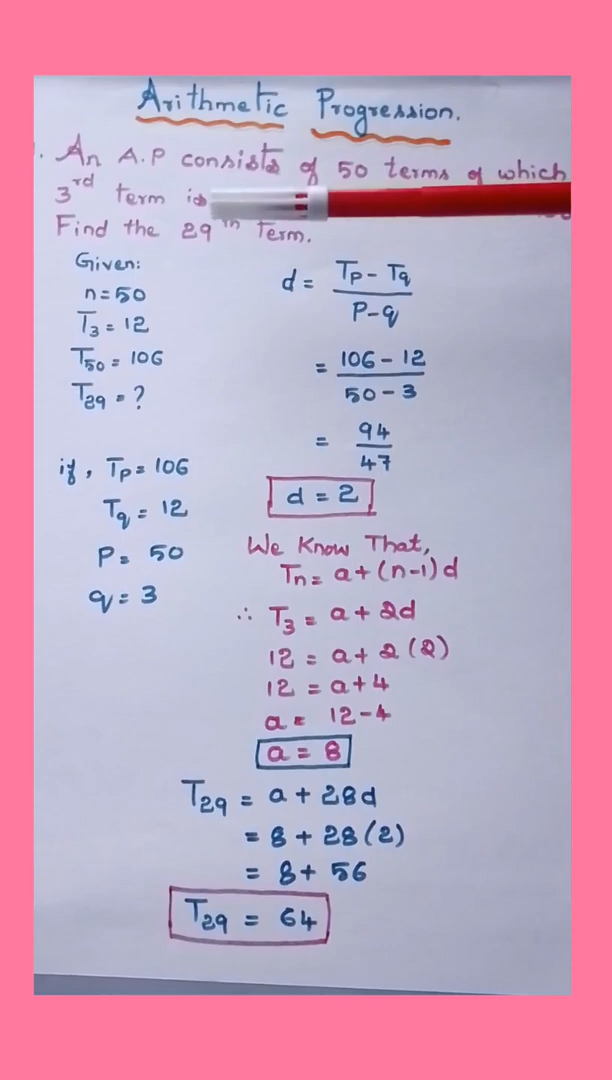 Arithmetic Progression.
An A.P consists of 50 terms of which
3rd term is
Find the 29th Term.
Given:
n=50
T3 = 12
T50 = 106
T29 = ?
if, Tp = 106
Tq = 12
P = 50
q = 3
d = Tp - Tq / P-q
= 106 - 12 / 50 - 3
= 94 / 47
d = 2
We Know That,
Tn = a + (n-1) d
∴ T3 = a + 2d
12 = a + 2 (2)
12 = a + 4
a = 12 - 4
a = 8
T29 = a + 28d
= 8 + 28 (2)
= 8 + 56
T29 = 64